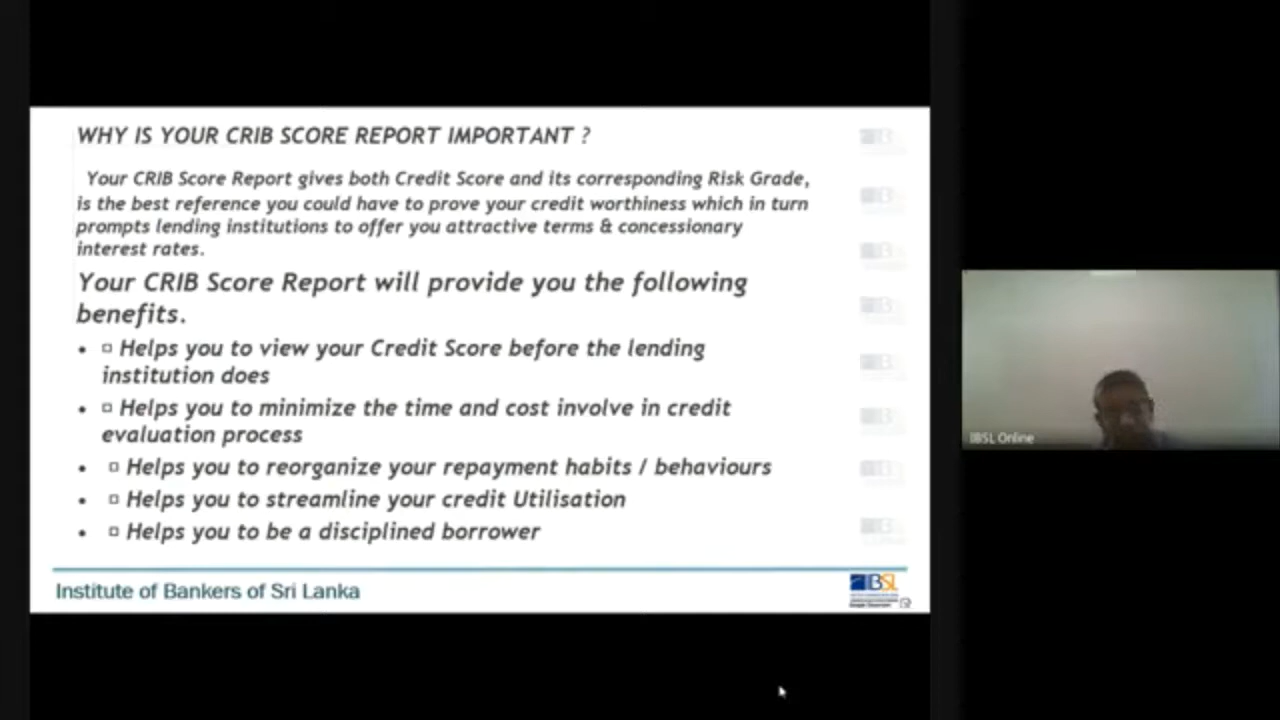 WHY IS YOUR CRIB SCORE REPORT IMPORTANT ?
Your CRIB Score Report gives both Credit Score and its corresponding Risk Grade,
is the best reference you could have to prove your credit worthiness which in turn
prompts lending institutions to offer you attractive terms & concessionary
interest rates.
Your CRIB Score Report will provide you the following
benefits.
• □ Helps you to view your Credit Score before the lending
institution does
• □ Helps you to minimize the time and cost involve in credit
evaluation process
• □ Helps you to reorganize your repayment habits / behaviours
• □ Helps you to streamline your credit Utilisation
• □ Helps you to be a disciplined borrower
Institute of Bankers of Sri Lanka
IBSL
IBSL Online